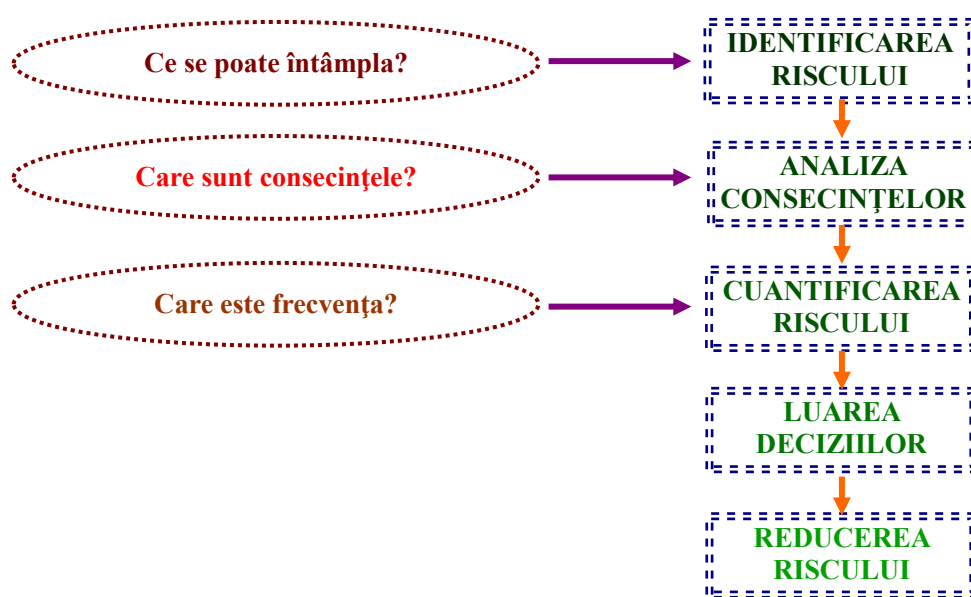 Ce se poate întâmpla?
IDENTIFICAREA
RISCULUI
Care sunt consecinţele?
ANALIZA
CONSECINŢELOR
Care este frecvenţa?
CUANTIFICAREA
RISCULUI
LUAREA
DECIZIILOR
REDUCEREA
RISCULUI